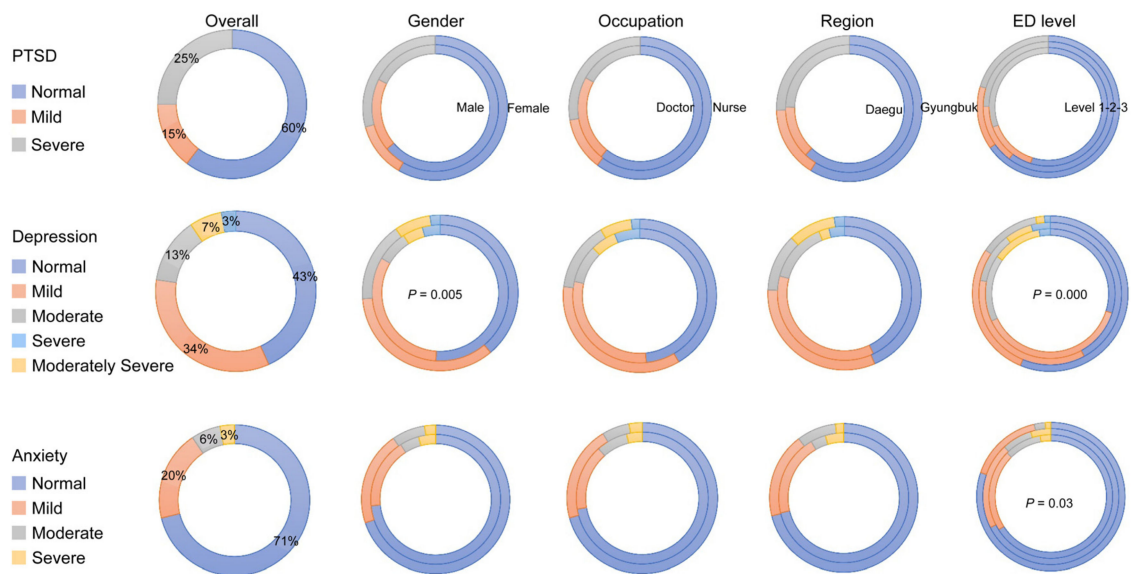 Overall Gender Occupation Region ED level
PTSD
Normal
Mild
Severe
25%
15%
60%
Male Female
Doctor Nurse
Daegu Gyungbuk
Level 1-2-3
Depression
Normal
Mild
Moderate
Severe
Moderately Severe
7% 3%
13%
43%
34%
P = 0.005
P = 0.000
Anxiety
Normal
Mild
Moderate
Severe
6% 3%
20%
71%
P = 0.03